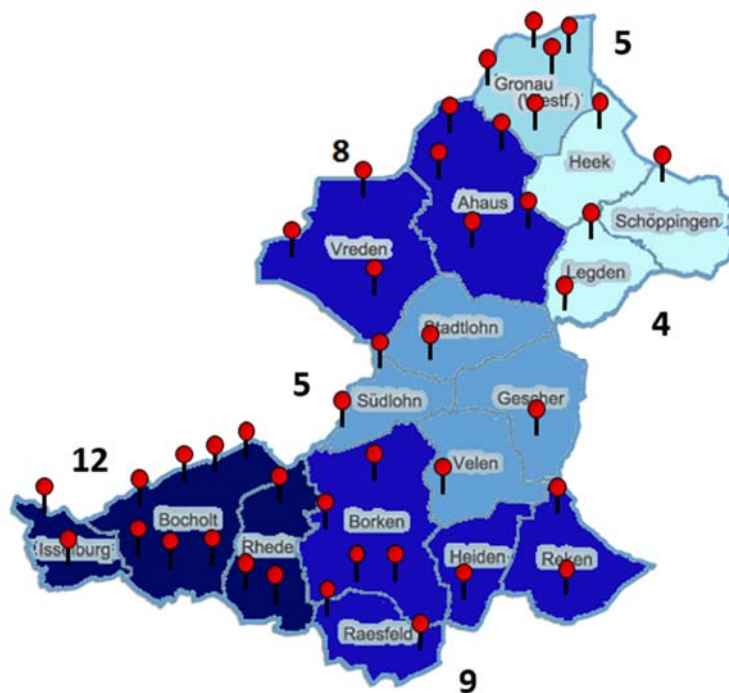 5
Gronau
(Westf.)
8
Heek
Ahaus
Schöppingen
Vreden
Legden
4
Stadtlohn
5
Südlohn
Gescher
12
Velen
Bocholt
Borken
Isselburg
Rhede
Heiden
Reken
Raesfeld
9